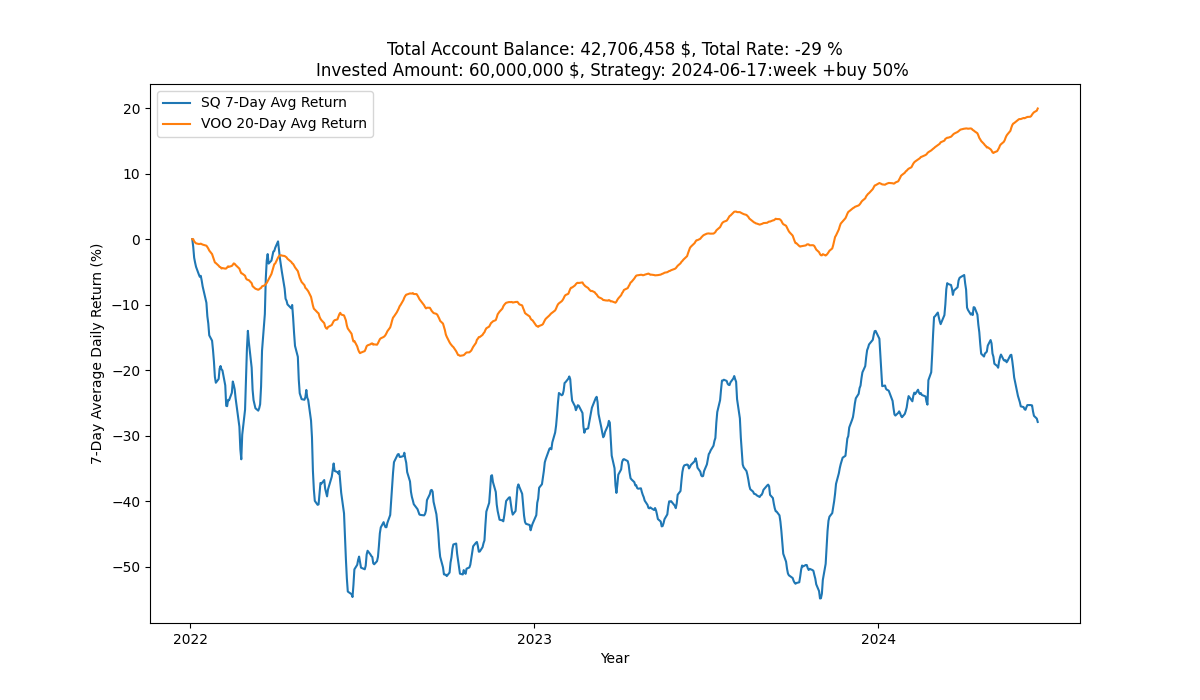 Total Account Balance: 42,706,458 $, Total Rate: -29 %
Invested Amount: 60,000,000 $, Strategy: 2024-06-17:week +buy 50%
SQ 7-Day Avg Return
VOO 20-Day Avg Return
7-Day Average Daily Return (%)
20
10
0
−10
−20
−30
−40
−50
2022
2023
2024
Year